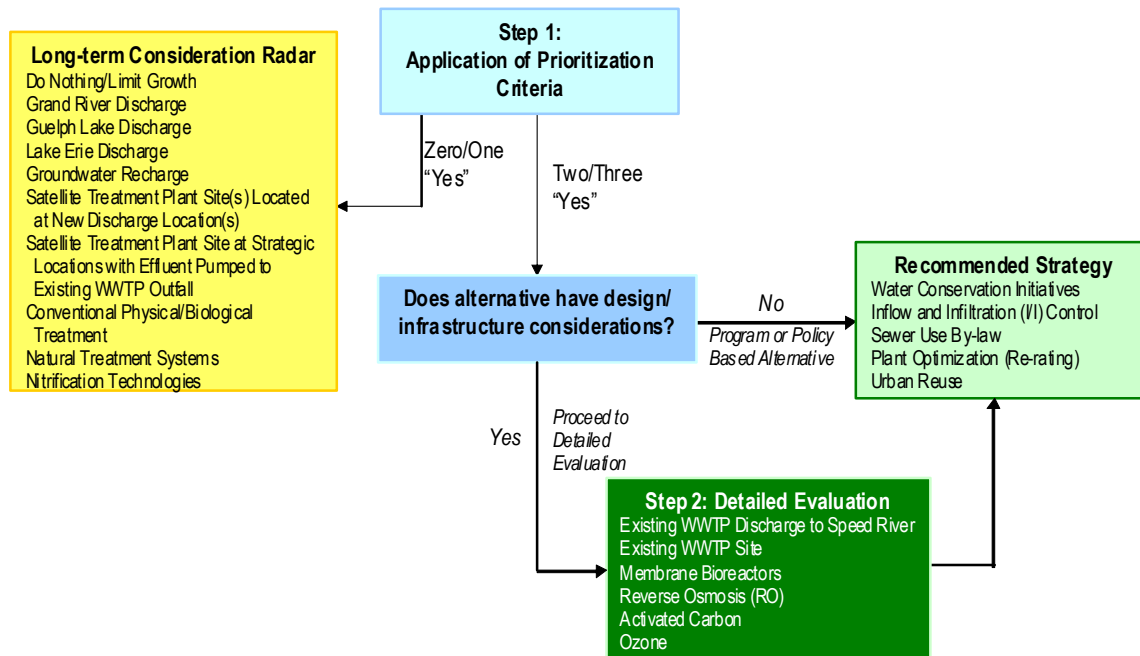 Step 1:
Application of Prioritization
Criteria
Long-term Consideration Radar
Do Nothing/Limit Growth
Grand River Discharge
Guelph Lake Discharge
Lake Erie Discharge
Groundwater Recharge
Satellite Treatment Plant Site(s) Located
at New Discharge Location(s)
Satellite Treatment Plant Site at Strategic
Locations with Effluent Pumped to
Existing WWTP Outfall
Conventional Physical/Biological
Treatment
Natural Treatment Systems
Nitrification Technologies
Zero/One
“Yes”
Two/Three
“Yes”
Does alternative have design/
infrastructure considerations?
No
Program or Policy
Based Alternative
Recommended Strategy
Water Conservation Initiatives
Inflow and Infiltration (I/I) Control
Sewer Use By-law
Plant Optimization (Re-rating)
Urban Reuse
Yes
Proceed to
Detailed
Evaluation
Step 2: Detailed Evaluation
Existing WWTP Discharge to Speed River
Existing WWTP Site
Membrane Bioreactors
Reverse Osmosis (RO)
Activated Carbon
Ozone